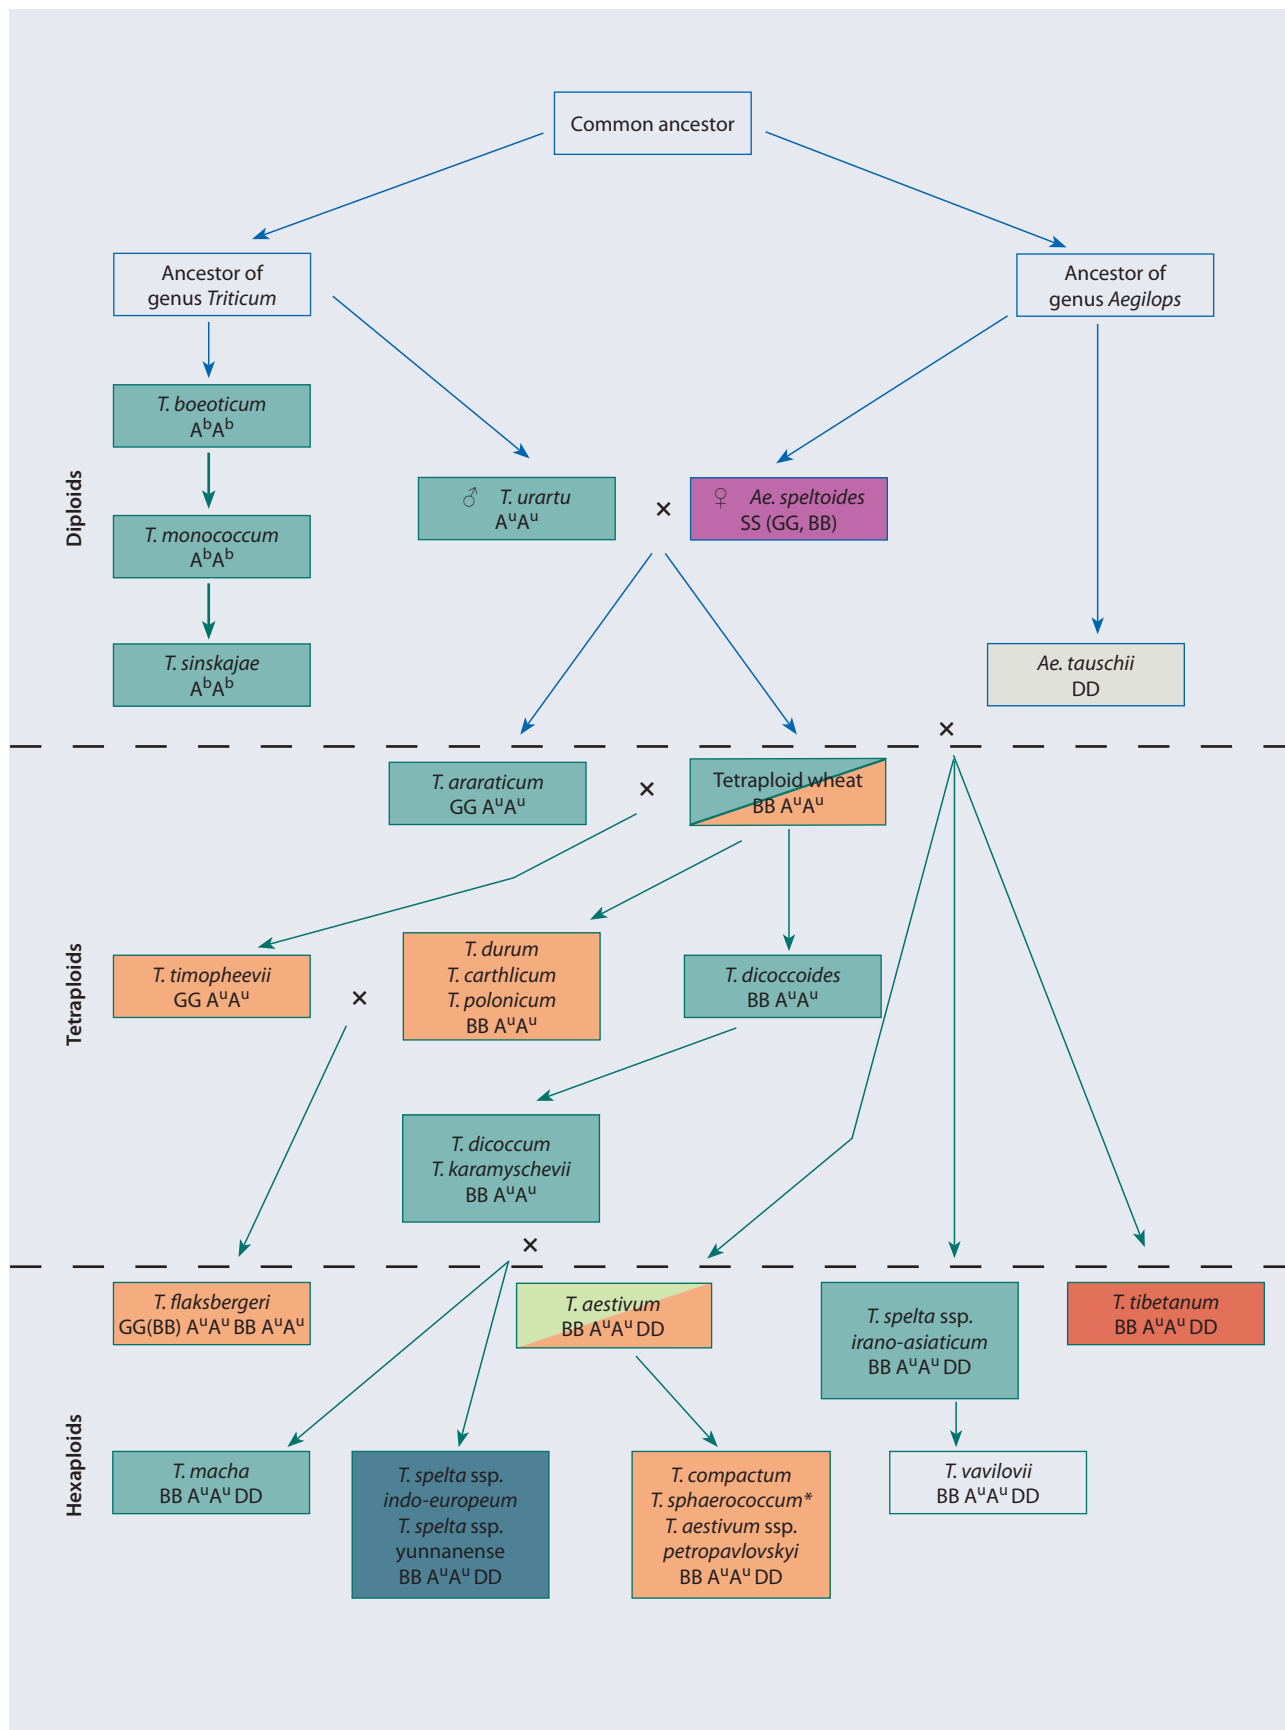 Common ancestor
Ancestor of
genus Triticum
Ancestor of
genus Aegilops
Diploids
T. boeoticum
AᵇAᵇ
♂ T. urartu
AᵘAᵘ
×
♀ Ae. speltoides
SS (GG, BB)
T. monococcum
AᵇAᵇ
T. sinskajae
AᵇAᵇ
Ae. tauschii
DD
×
Tetraploids
T. araraticum
GG AᵘAᵘ
×
Tetraploid wheat
BB AᵘAᵘ
T. timopheevii
GG AᵘAᵘ
×
T. durum
T. carthlicum
T. polonicum
BB AᵘAᵘ
T. dicoccoides
BB AᵘAᵘ
T. dicoccum
T. karamyschevii
BB AᵘAᵘ
×
Hexaploids
T. flaksbergeri
GG(BB) AᵘAᵘ BB AᵘAᵘ
T. aestivum
BB AᵘAᵘ DD
T. spelta ssp.
irano-asiaticum
BB AᵘAᵘ DD
T. tibetanum
BB AᵘAᵘ DD
T. macha
BB AᵘAᵘ DD
T. spelta ssp.
indo-europeum
T. spelta ssp.
yunnanense
BB AᵘAᵘ DD
T. compactum
T. sphaerococcum*
T. aestivum ssp.
petropavlovskyi
BB AᵘAᵘ DD
T. vavilovii
BB AᵘAᵘ DD